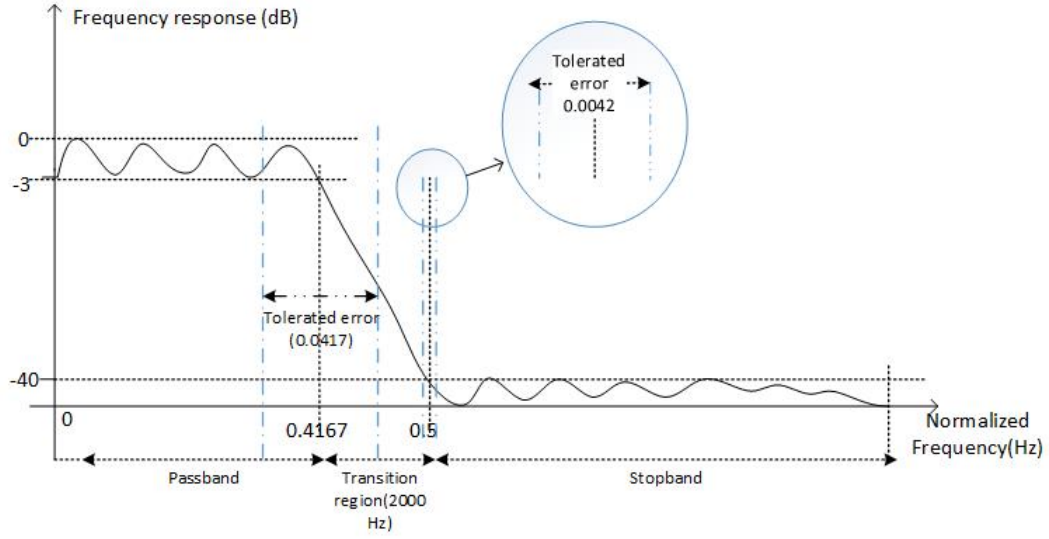 Frequency response (dB)
Tolerated
error
0.0042
0
-3
Tolerated error
(0.0417)
-40
0
0.4167
0.5
Normalized
Frequency(Hz)
Passband
Transition
region(2000
Hz)
Stopband